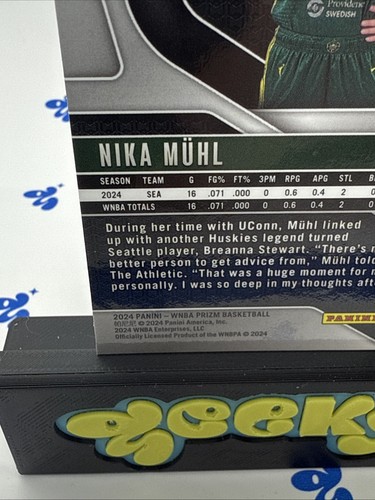 Providence
SWEDISH
NIKA MÜHL
SEASON TEAM G FG% FT% 3PM RPG APG STL B
2024 SEA 16 .071 .000 0 0.6 0.4 2
WNBA TOTALS 16 .071 .000 0 0.6 0.4 2
During her time with UConn, Mühl linked
up with another Huskies legend turned
Seattle player, Breanna Stewart. “There’s
better person to get advice from,” Mühl told
The Athletic. “That was a huge moment for
personally. I was so deep in my thoughts
2024 PANINI – WNBA PRIZM BASKETBALL
© 2024 Panini America, Inc.
2024 WNBA Enterprises, LLC
Officially Licensed Product of the WNBPA © 2024
PANINI
geeks